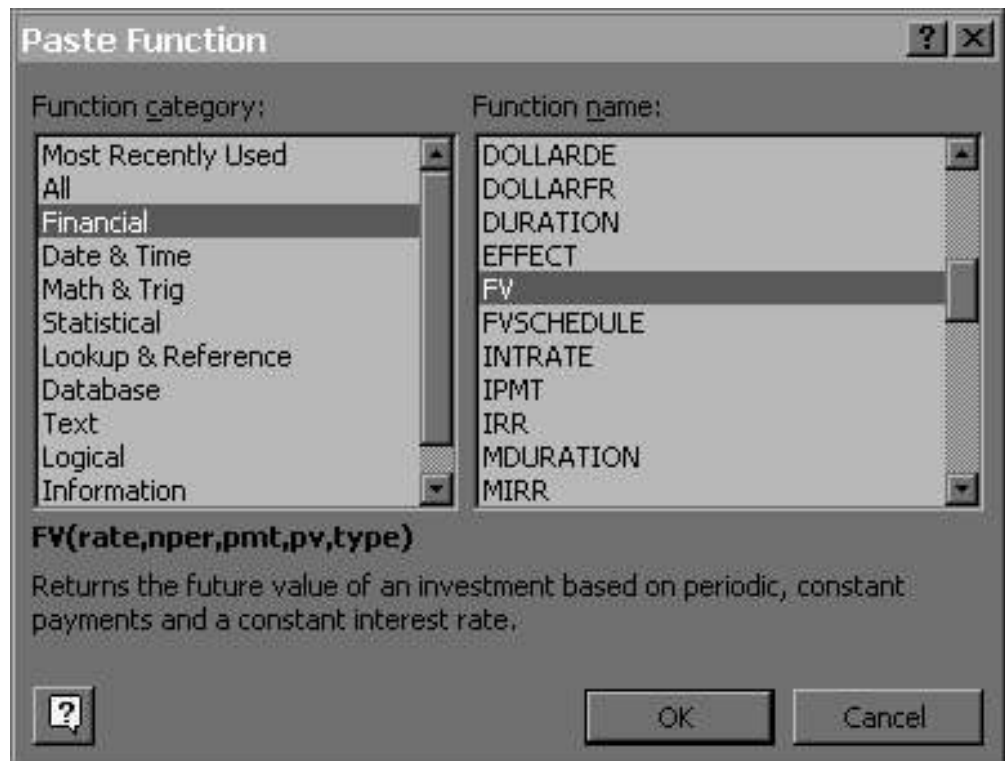 Paste Function
Function category:
Most Recently Used
All
Financial
Date & Time
Math & Trig
Statistical
Lookup & Reference
Database
Text
Logical
Information
Function name:
DOLLARDE
DOLLARFR
DURATION
EFFECT
FV
FVSCHEDULE
INTRATE
IPMT
IRR
MDURATION
MIRR
FV(rate,nper,pmt,pv,type)
Returns the future value of an investment based on periodic, constant
payments and a constant interest rate.
OK
Cancel